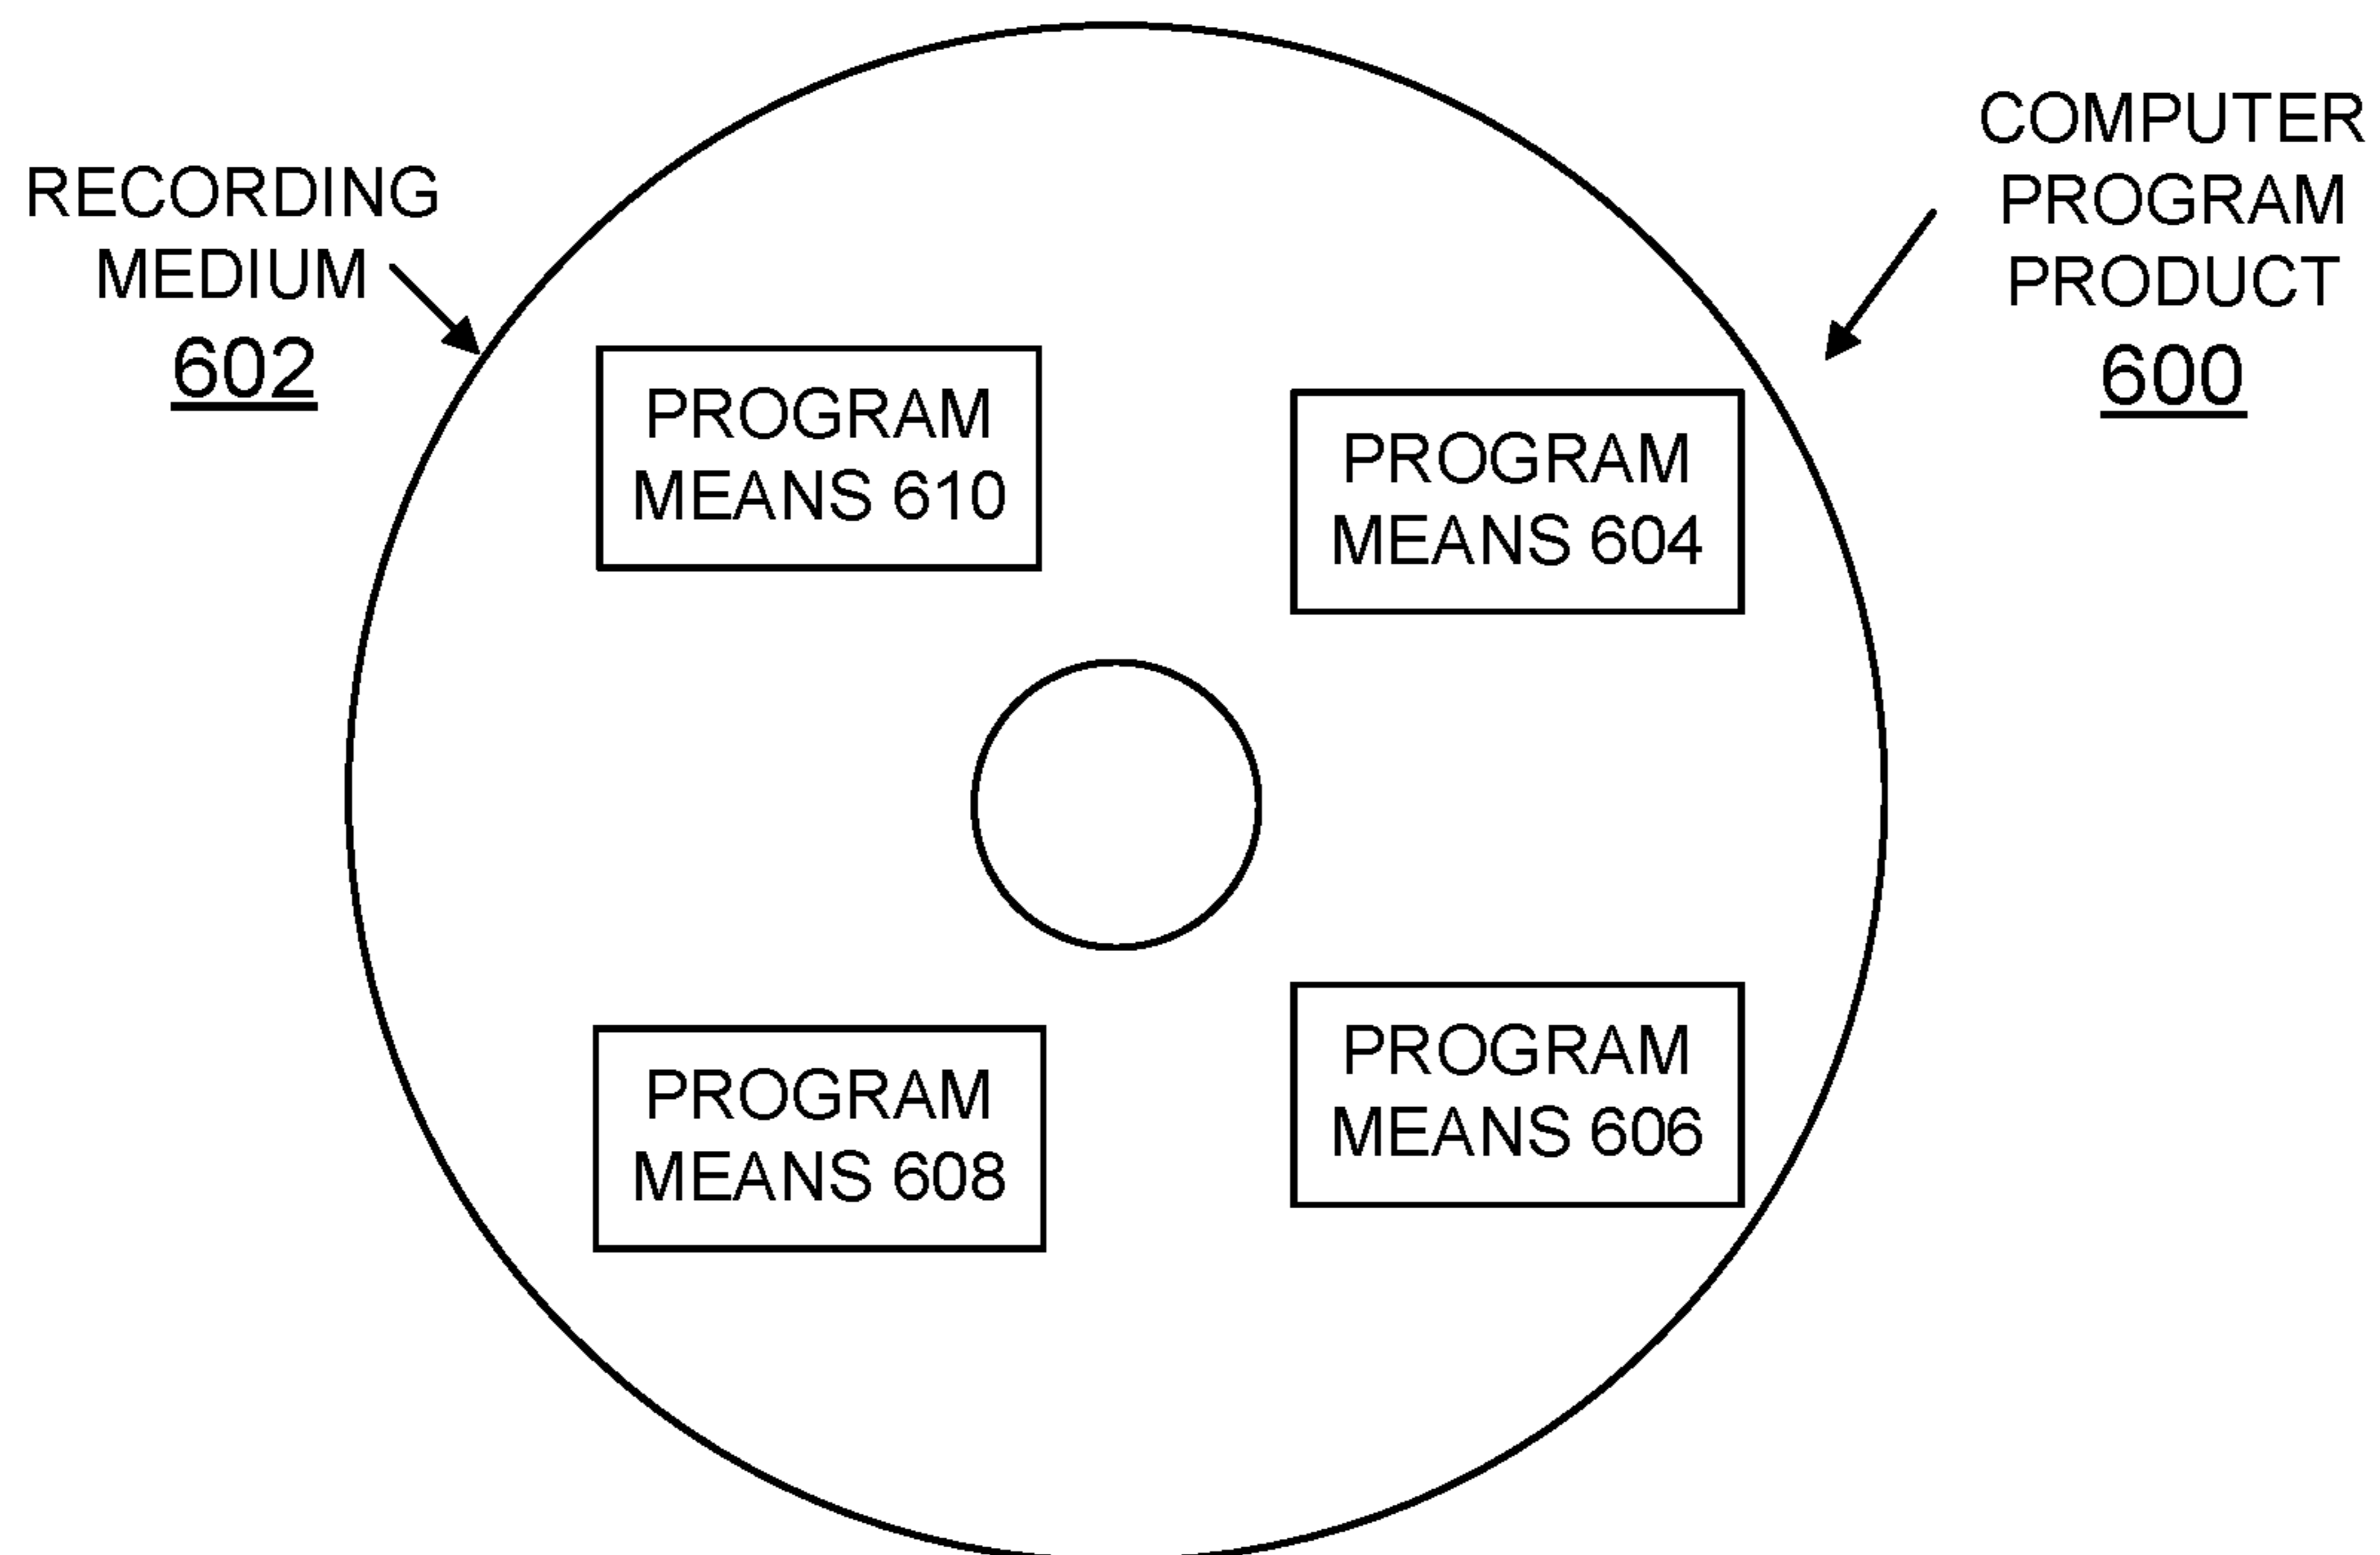 RECORDING
MEDIUM
602
COMPUTER
PROGRAM
PRODUCT
600
PROGRAM
MEANS 610
PROGRAM
MEANS 604
PROGRAM
MEANS 608
PROGRAM
MEANS 606